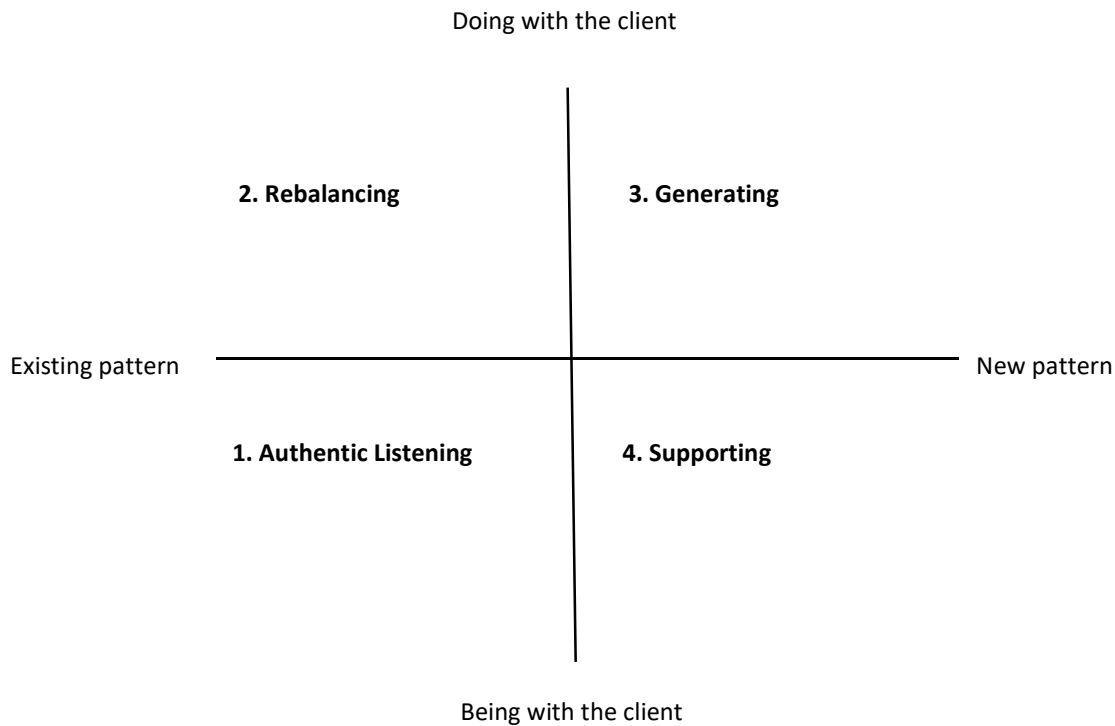 Doing with the client
2. Rebalancing
3. Generating
Existing pattern
New pattern
1. Authentic Listening
4. Supporting
Being with the client